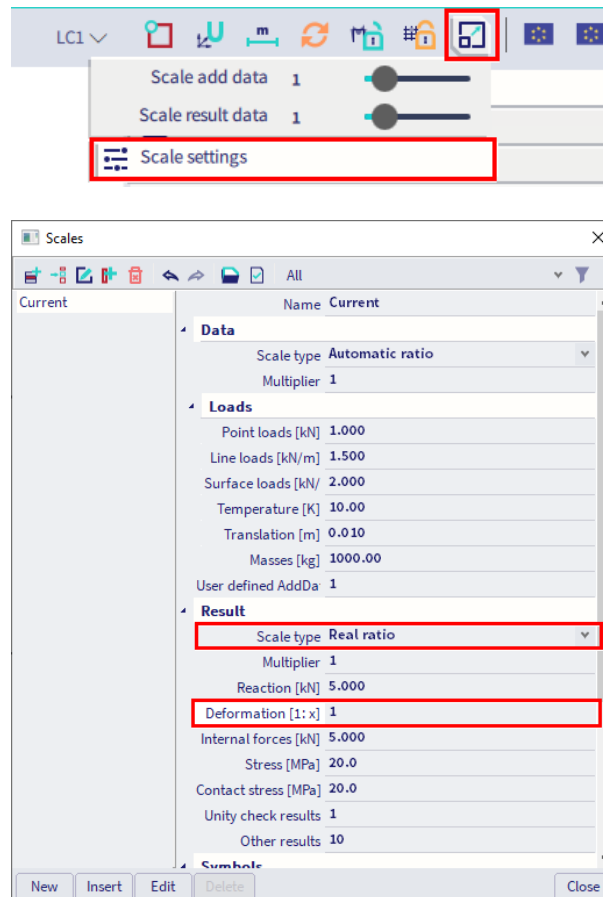 LC1
m
Scale add data 1
Scale result data 1
Scale settings
Scales
All
Current
Name Current
Data
Scale type Automatic ratio
Multiplier 1
Loads
Point loads [kN] 1.000
Line loads [kN/m] 1.500
Surface loads [kN/ 2.000
Temperature [K] 10.00
Translation [m] 0.010
Masses [kg] 1000.00
User defined AddDa 1
Result
Scale type Real ratio
Multiplier 1
Reaction [kN] 5.000
Deformation [1: x] 1
Internal forces [kN] 5.000
Stress [MPa] 20.0
Contact stress [MPa] 20.0
Unity check results 1
Other results 10
Symbols
New Insert Edit Delete Close